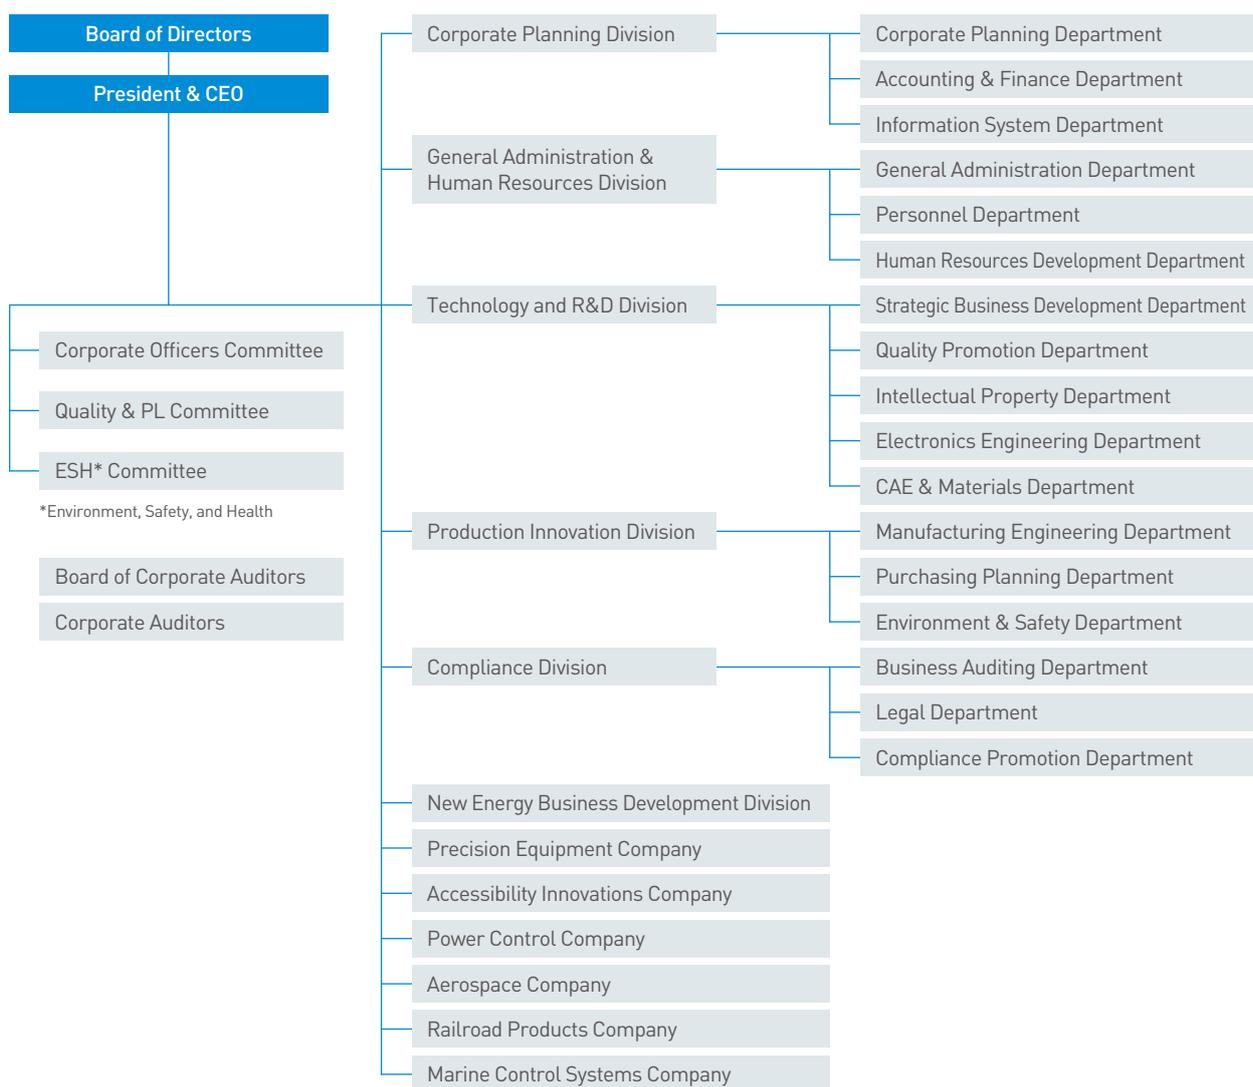 Board of Directors
President & CEO
Corporate Officers Committee
Quality & PL Committee
ESH* Committee
*Environment, Safety, and Health
Board of Corporate Auditors
Corporate Auditors
Corporate Planning Division
Corporate Planning Department
Accounting & Finance Department
Information System Department
General Administration &
Human Resources Division
General Administration Department
Personnel Department
Human Resources Development Department
Technology and R&D Division
Strategic Business Development Department
Quality Promotion Department
Intellectual Property Department
Electronics Engineering Department
CAE & Materials Department
Production Innovation Division
Manufacturing Engineering Department
Purchasing Planning Department
Environment & Safety Department
Compliance Division
Business Auditing Department
Legal Department
Compliance Promotion Department
New Energy Business Development Division
Precision Equipment Company
Accessibility Innovations Company
Power Control Company
Aerospace Company
Railroad Products Company
Marine Control Systems Company